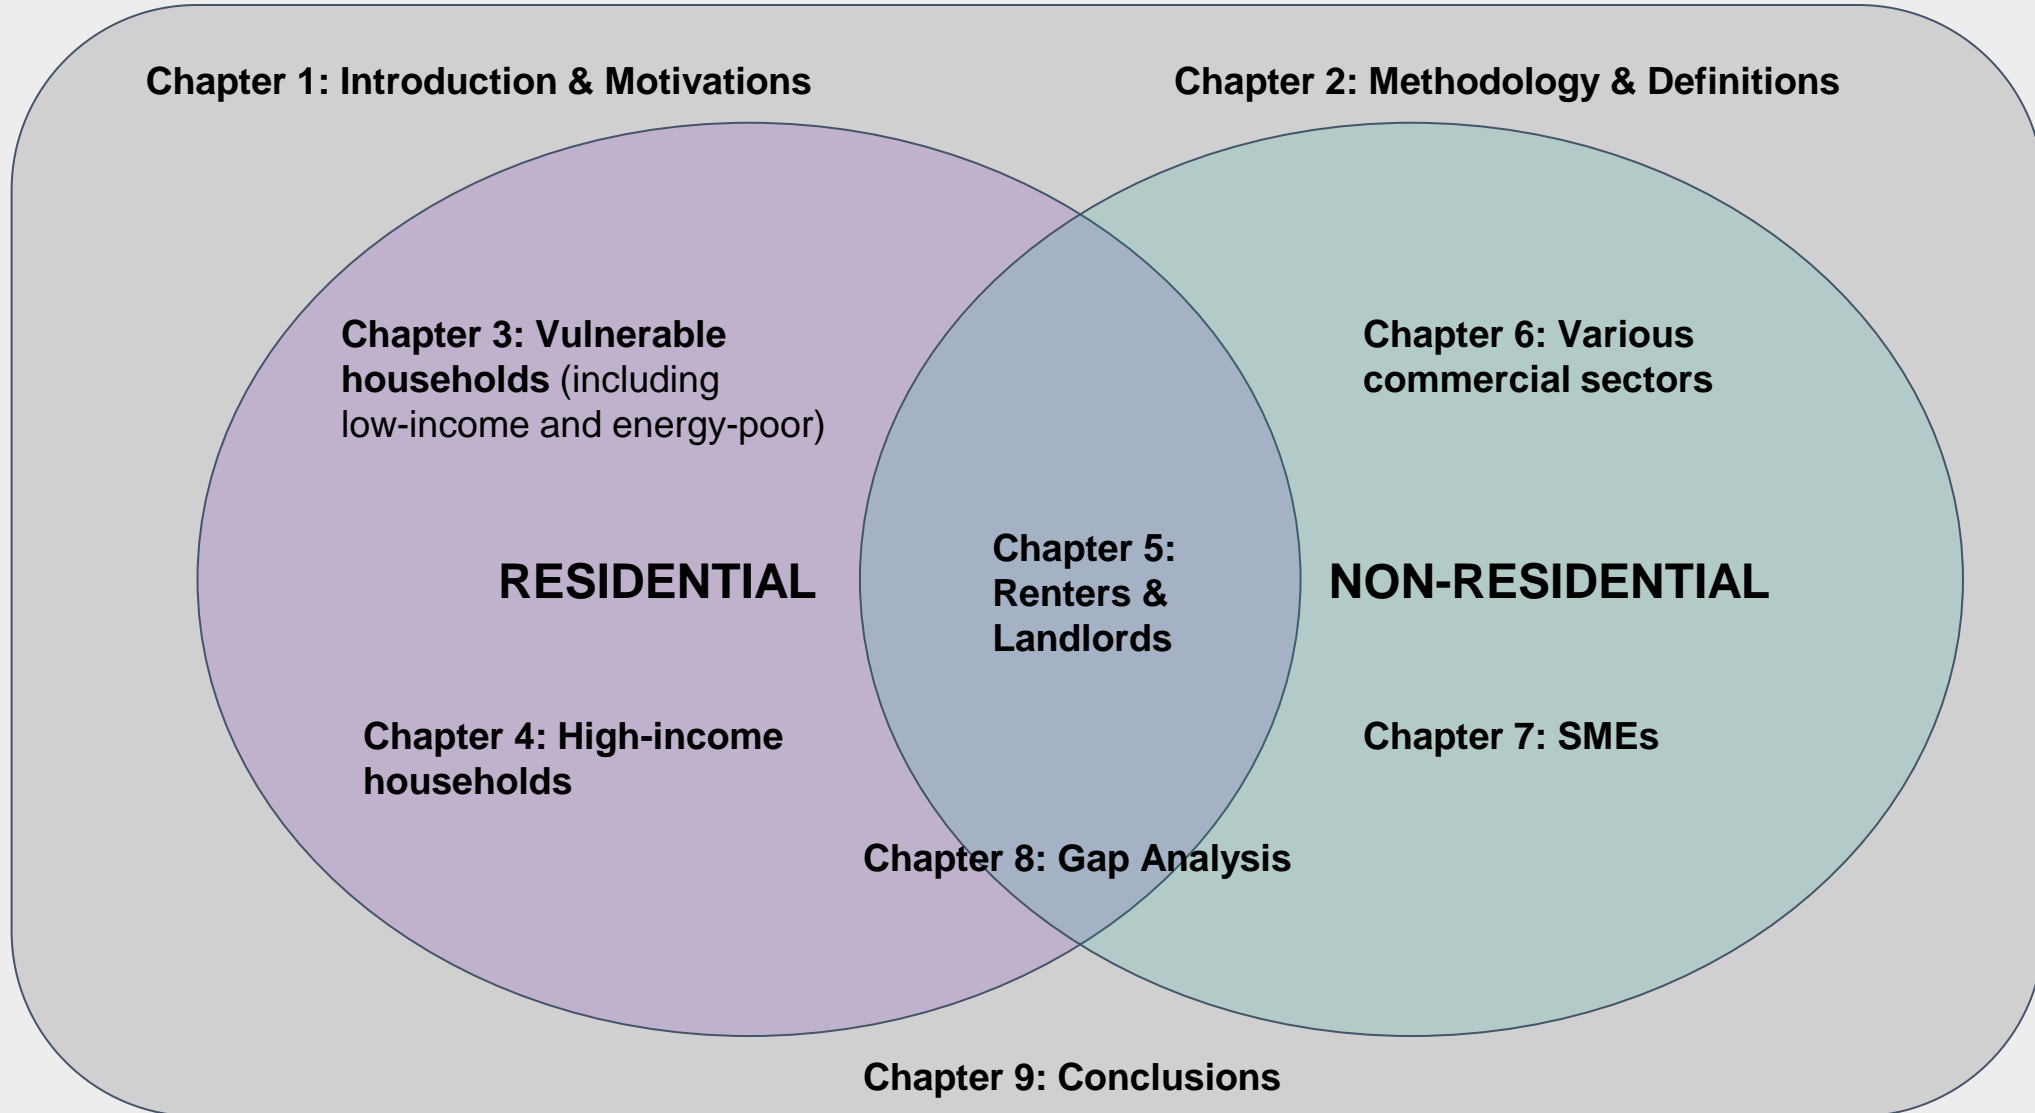 Chapter 1: Introduction & Motivations
Chapter 2: Methodology & Definitions
Chapter 3: Vulnerable
households (including
low-income and energy-poor)
RESIDENTIAL
Chapter 4: High-income
households
Chapter 5:
Renters &
Landlords
Chapter 6: Various
commercial sectors
NON-RESIDENTIAL
Chapter 7: SMEs
Chapter 8: Gap Analysis
Chapter 9: Conclusions